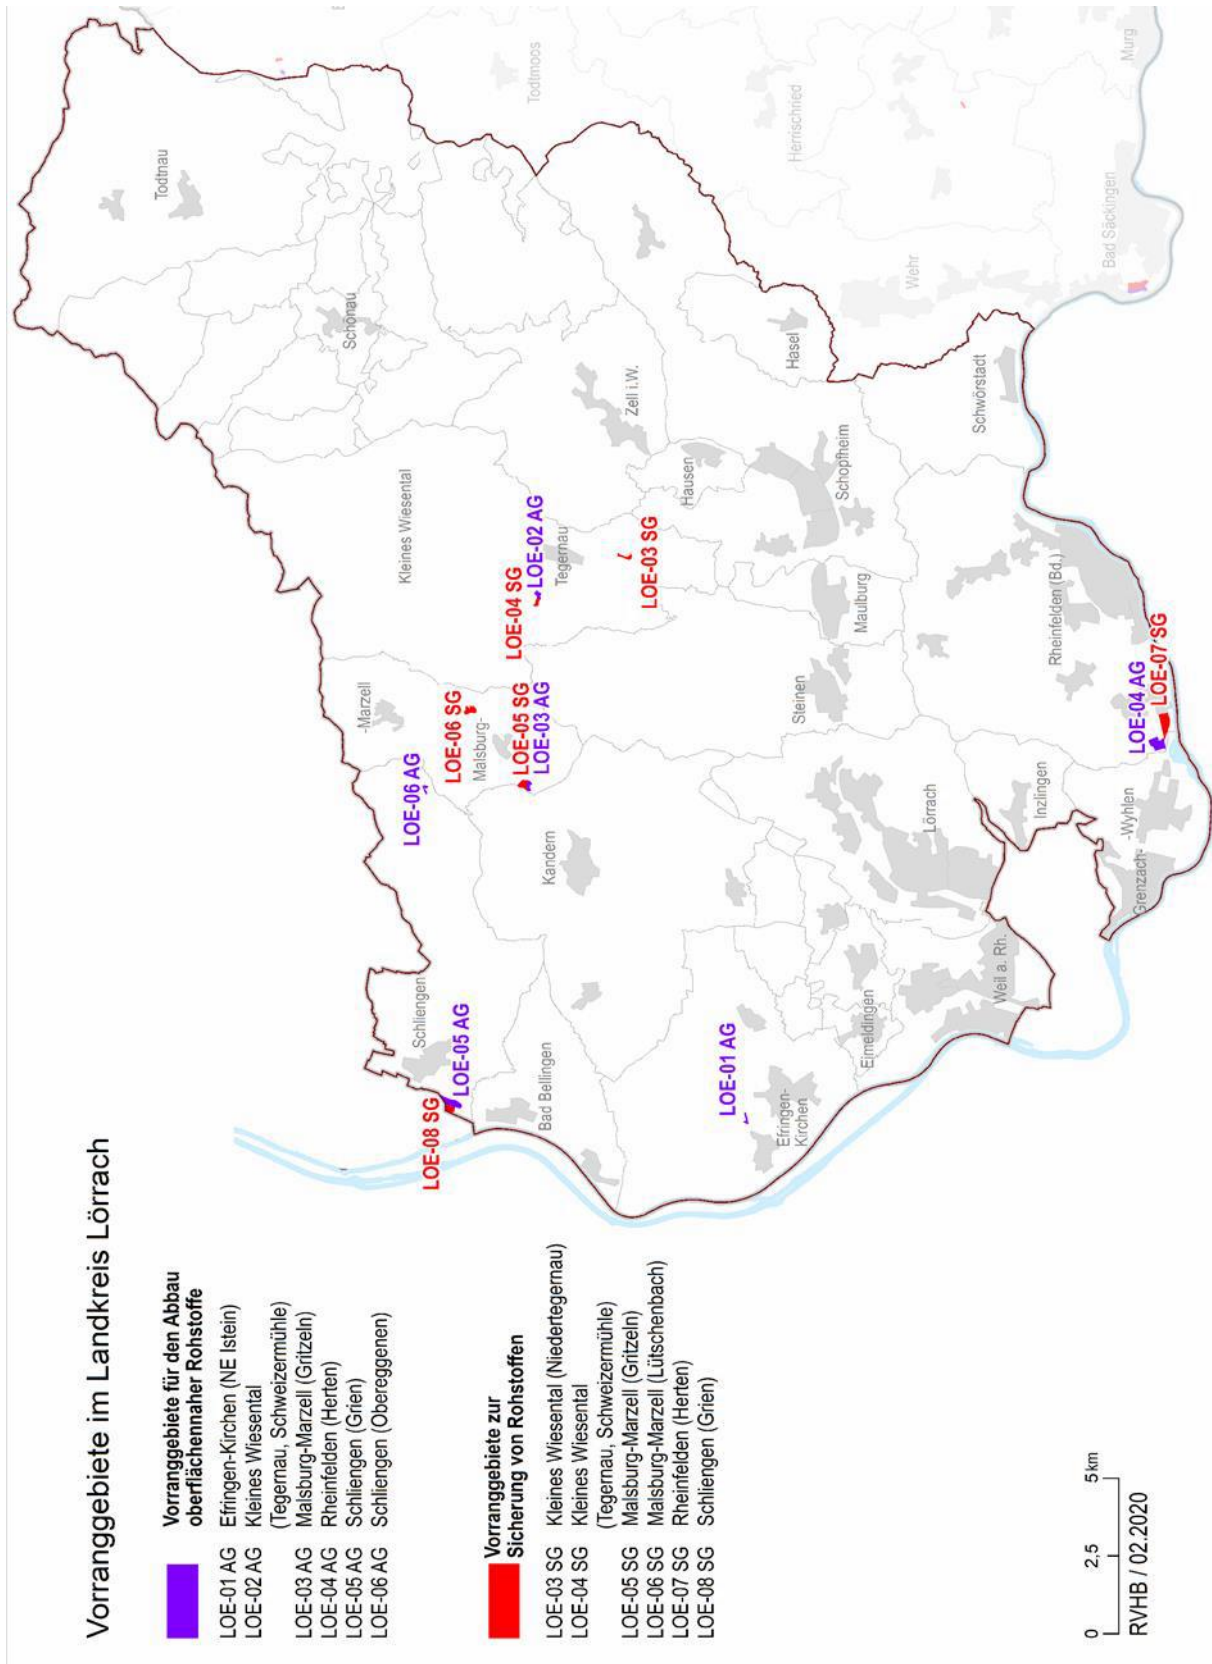 Vorranggebiete im Landkreis Lörrach
Vorranggebiete für den Abbau
oberflächennaher Rohstoffe
LOE-01 AG Efringen-Kirchen (NE Istein)
LOE-02 AG Kleines Wiesental
(Tegernau, Schweizermühle)
LOE-03 AG Malsburg-Marzell (Gritzeln)
LOE-04 AG Rheinfelden (Herten)
LOE-05 AG Schliengen (Grien)
LOE-06 AG Schliengen (Obereggenen)
Vorranggebiete zur
Sicherung von Rohstoffen
LOE-03 SG Kleines Wiesental (Niedertegernau)
LOE-04 SG Kleines Wiesental
(Tegernau, Schweizermühle)
LOE-05 SG Malsburg-Marzell (Gritzeln)
LOE-06 SG Malsburg-Marzell (Lütschenbach)
LOE-07 SG Rheinfelden (Herten)
LOE-08 SG Schliengen (Grien)
0 2,5 5 km
RVHB / 02.2020
Todtnau
Todtmoos
Schönau
Herrischried
Murg
Bad Säckingen
Wehr
Hasel
Schwörstadt
Zell i.W.
Kleines Wiesental
Hausen
Schopfheim
LOE-02 AG
Tegernau
LOE-04 SG
LOE-03 SG
Maulburg
Rheinfelden (Bd.)
-Marzell
LOE-06 SG
Malsburg-
LOE-05 SG
LOE-03 AG
Steinen
LOE-04 AG
LOE-07 SG
LOE-06 AG
Kandern
Lörrach
Inzlingen
-Wyhlen
Grenzach-
Schliengen
LOE-05 AG
LOE-08 SG
Bad Bellingen
LOE-01 AG
Eimeldingen
Weil a. Rh.
Efringen-
Kirchen